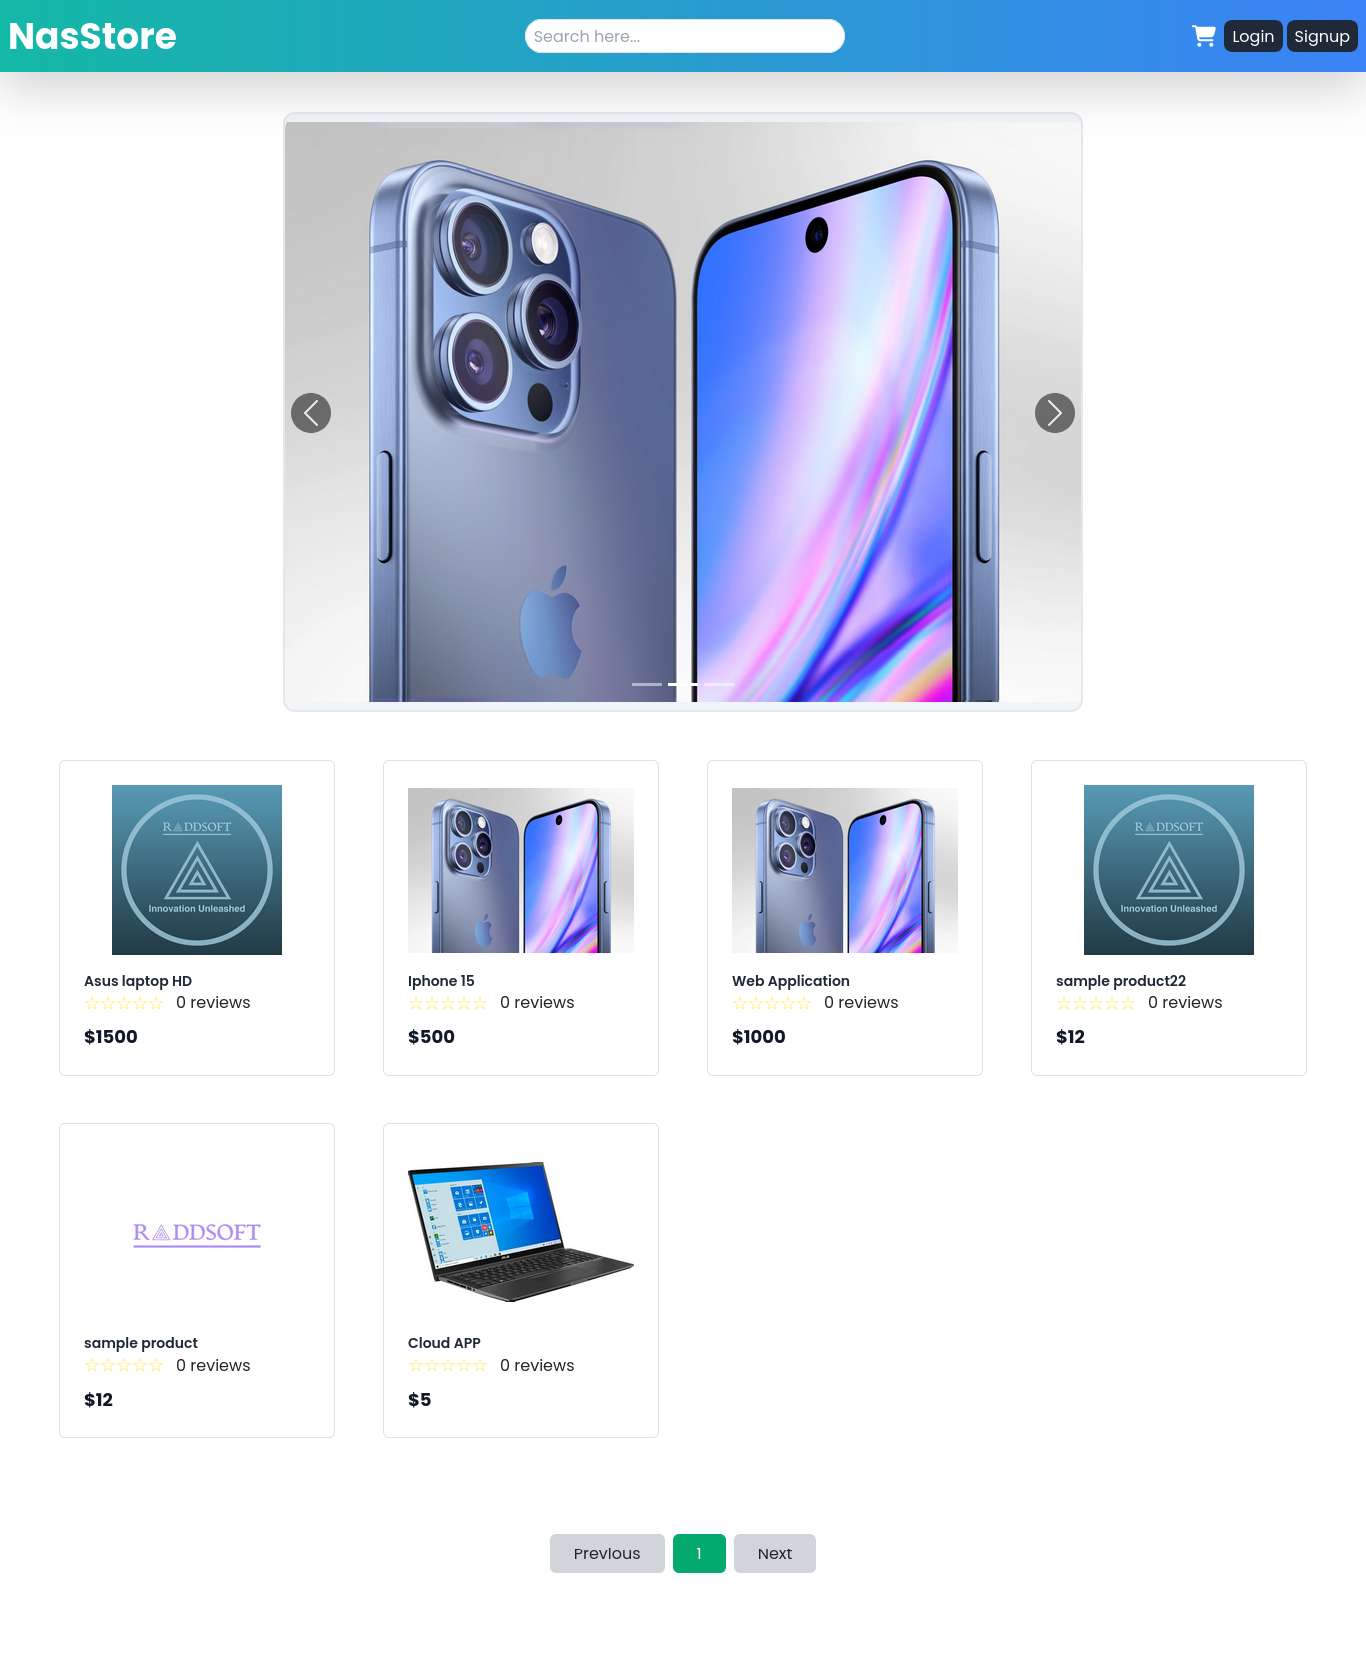 NasStore
Search here...
Login
Signup
RADDSOFT
Innovation Unleashed
Asus laptop HD
☆☆☆☆☆ 0 reviews
$1500
Iphone 15
☆☆☆☆☆ 0 reviews
$500
Web Application
☆☆☆☆☆ 0 reviews
$1000
RADDSOFT
Innovation Unleashed
sample product22
☆☆☆☆☆ 0 reviews
$12
RADDSOFT
sample product
☆☆☆☆☆ 0 reviews
$12
Cloud APP
☆☆☆☆☆ 0 reviews
$5
Previous
1
Next